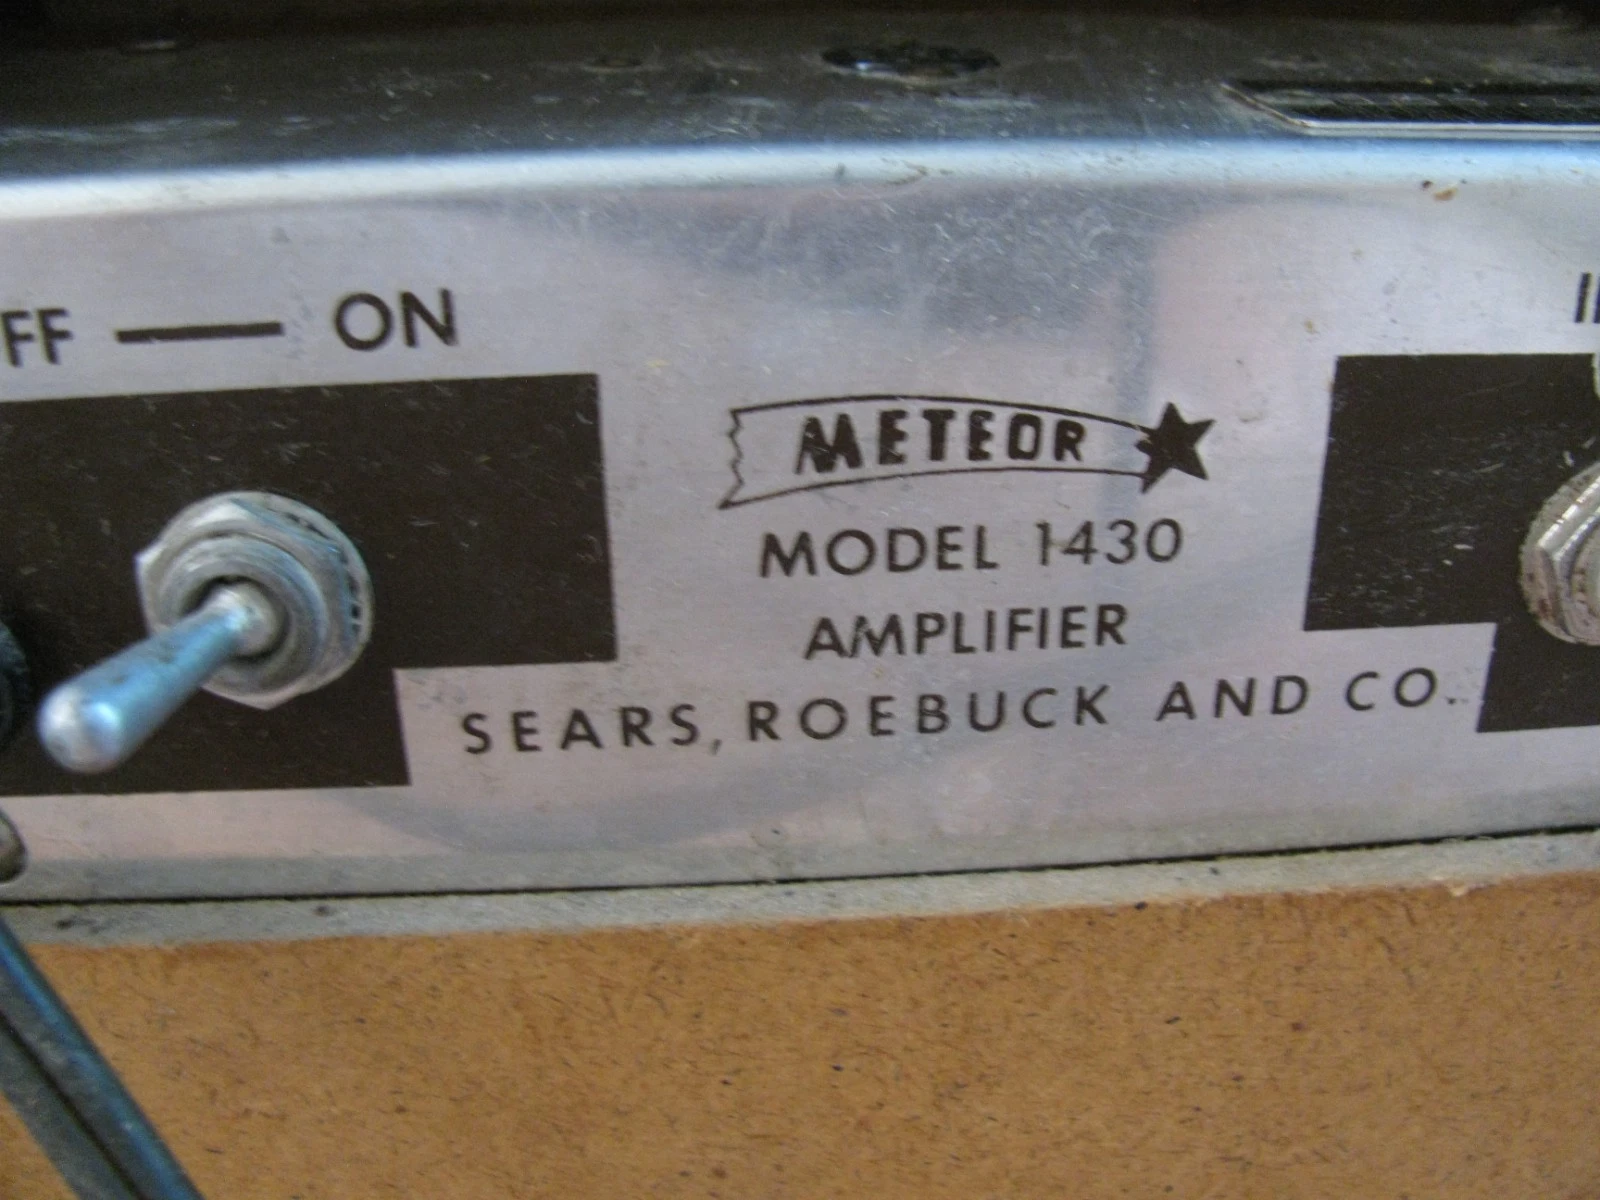 FF — ON
METEOR
MODEL 1430
AMPLIFIER
SEARS, ROEBUCK AND CO.